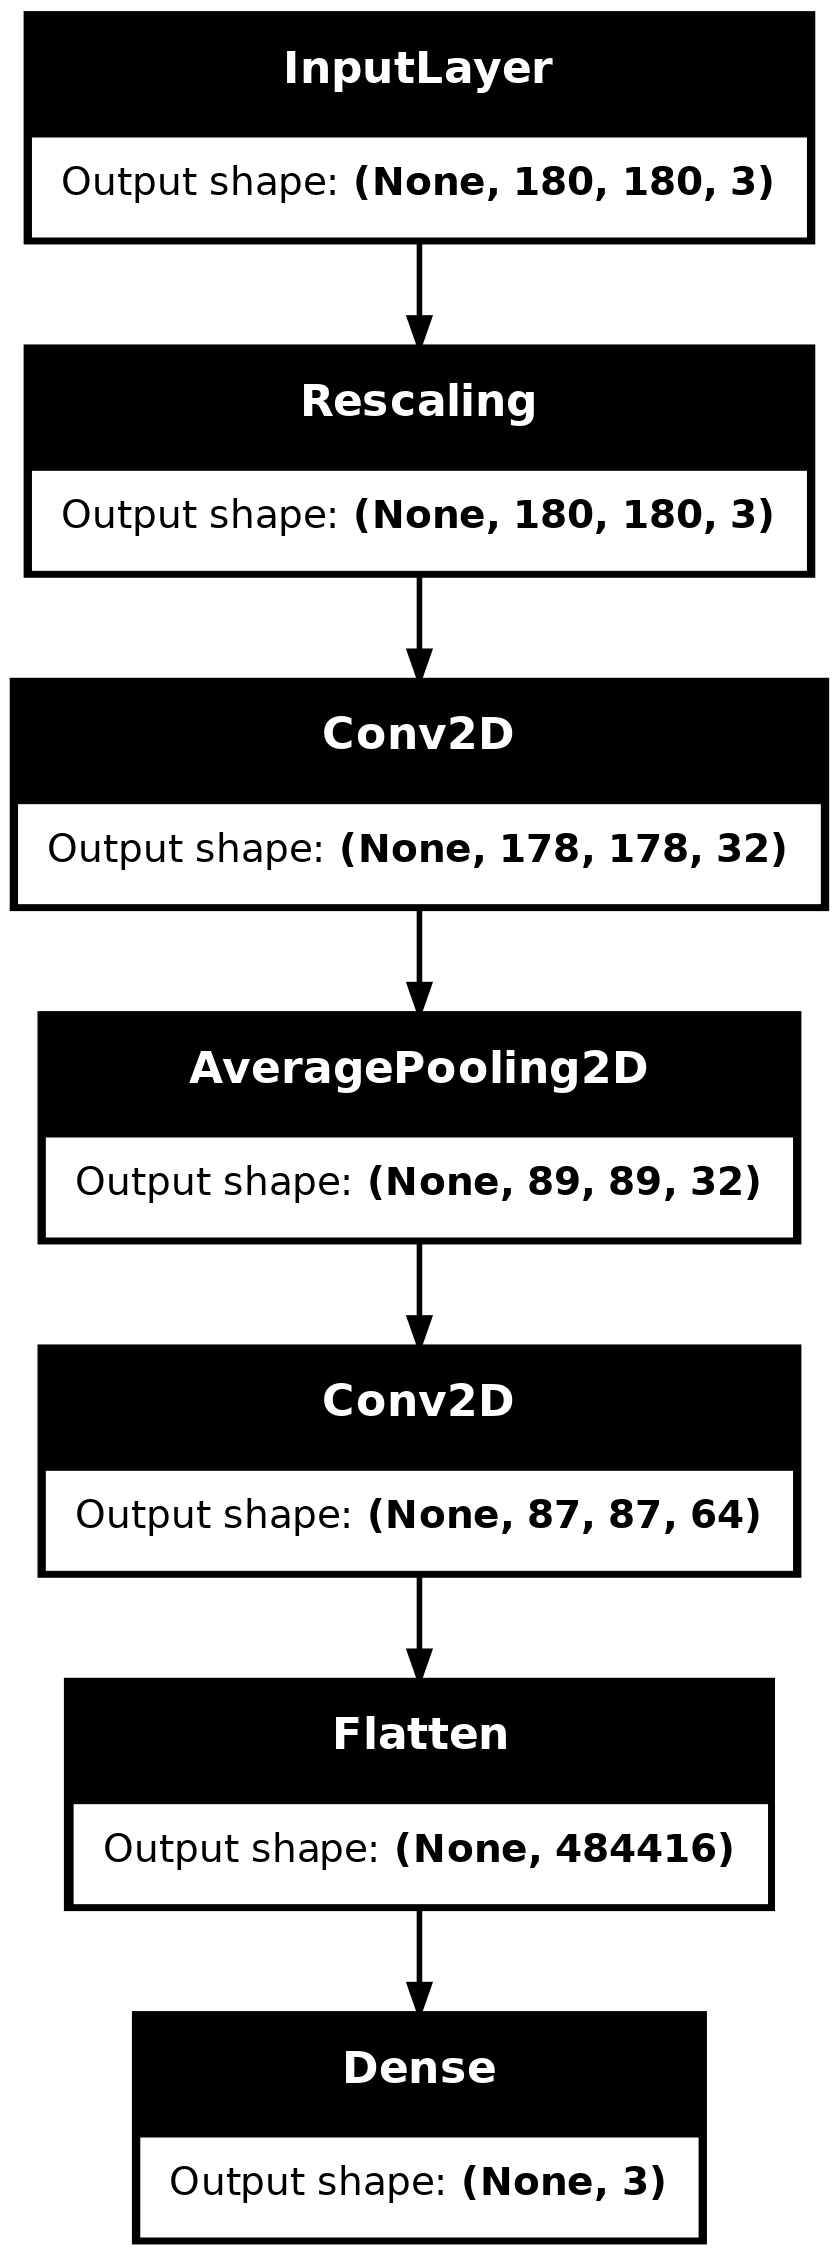 InputLayer
Output shape: (None, 180, 180, 3)
Rescaling
Output shape: (None, 180, 180, 3)
Conv2D
Output shape: (None, 178, 178, 32)
AveragePooling2D
Output shape: (None, 89, 89, 32)
Conv2D
Output shape: (None, 87, 87, 64)
Flatten
Output shape: (None, 484416)
Dense
Output shape: (None, 3)